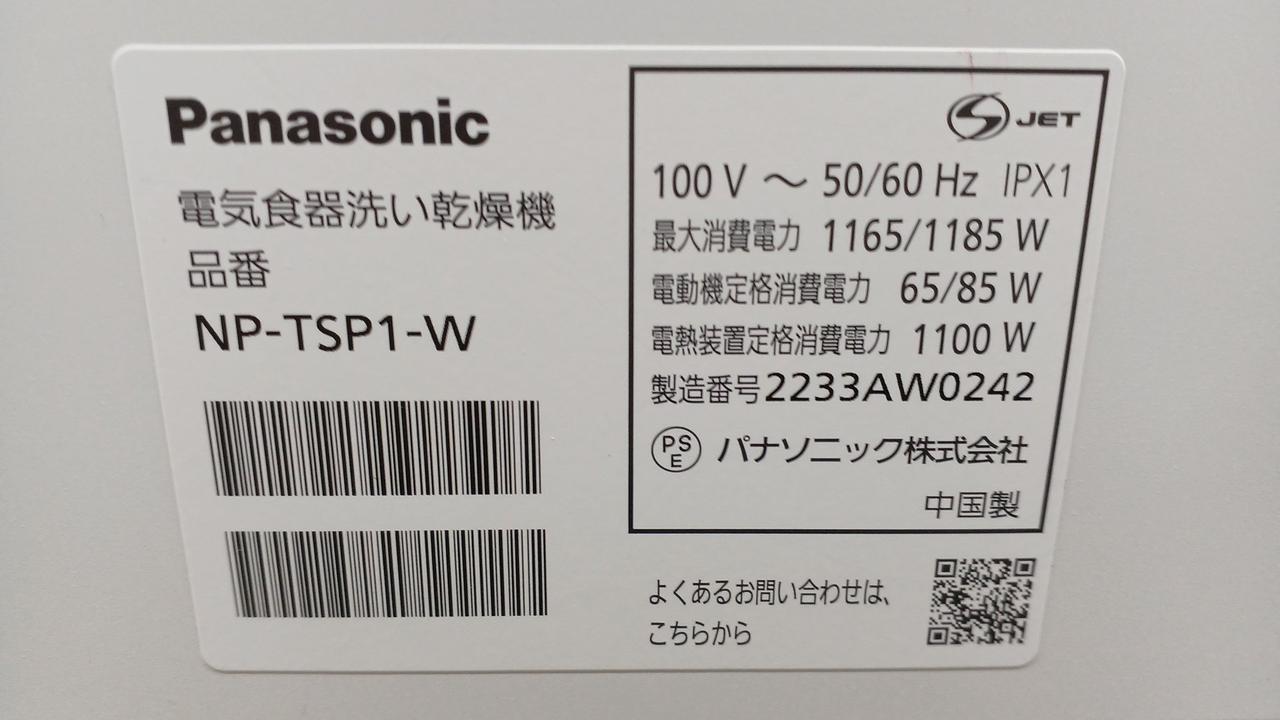 Panasonic
電気食器洗い乾燥機
品番
NP-TSP1-W
JET
100 V ～ 50/60 Hz IPX1
最大消費電力 1165/1185 W
電動機定格消費電力 65/85 W
電熱装置定格消費電力 1100 W
製造番号2233AW0242
PSE パナソニック株式会社
中国製
よくあるお問い合わせは、
こちらから